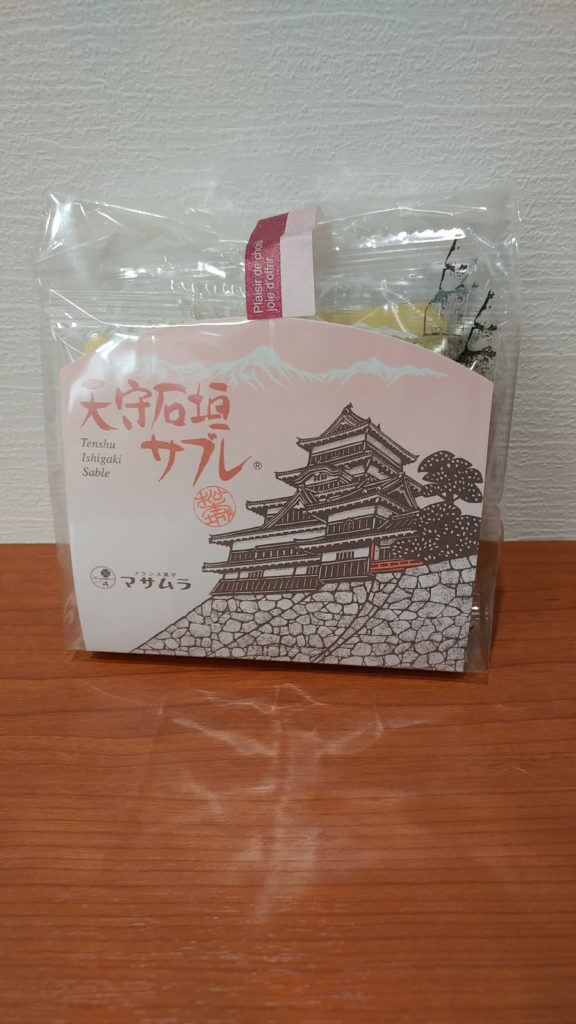 Plaisir de choi
joie d'offrir
天守石垣
サブレ®
Tenshu
Ishigaki
Sable
フランス菓子
マサムラ